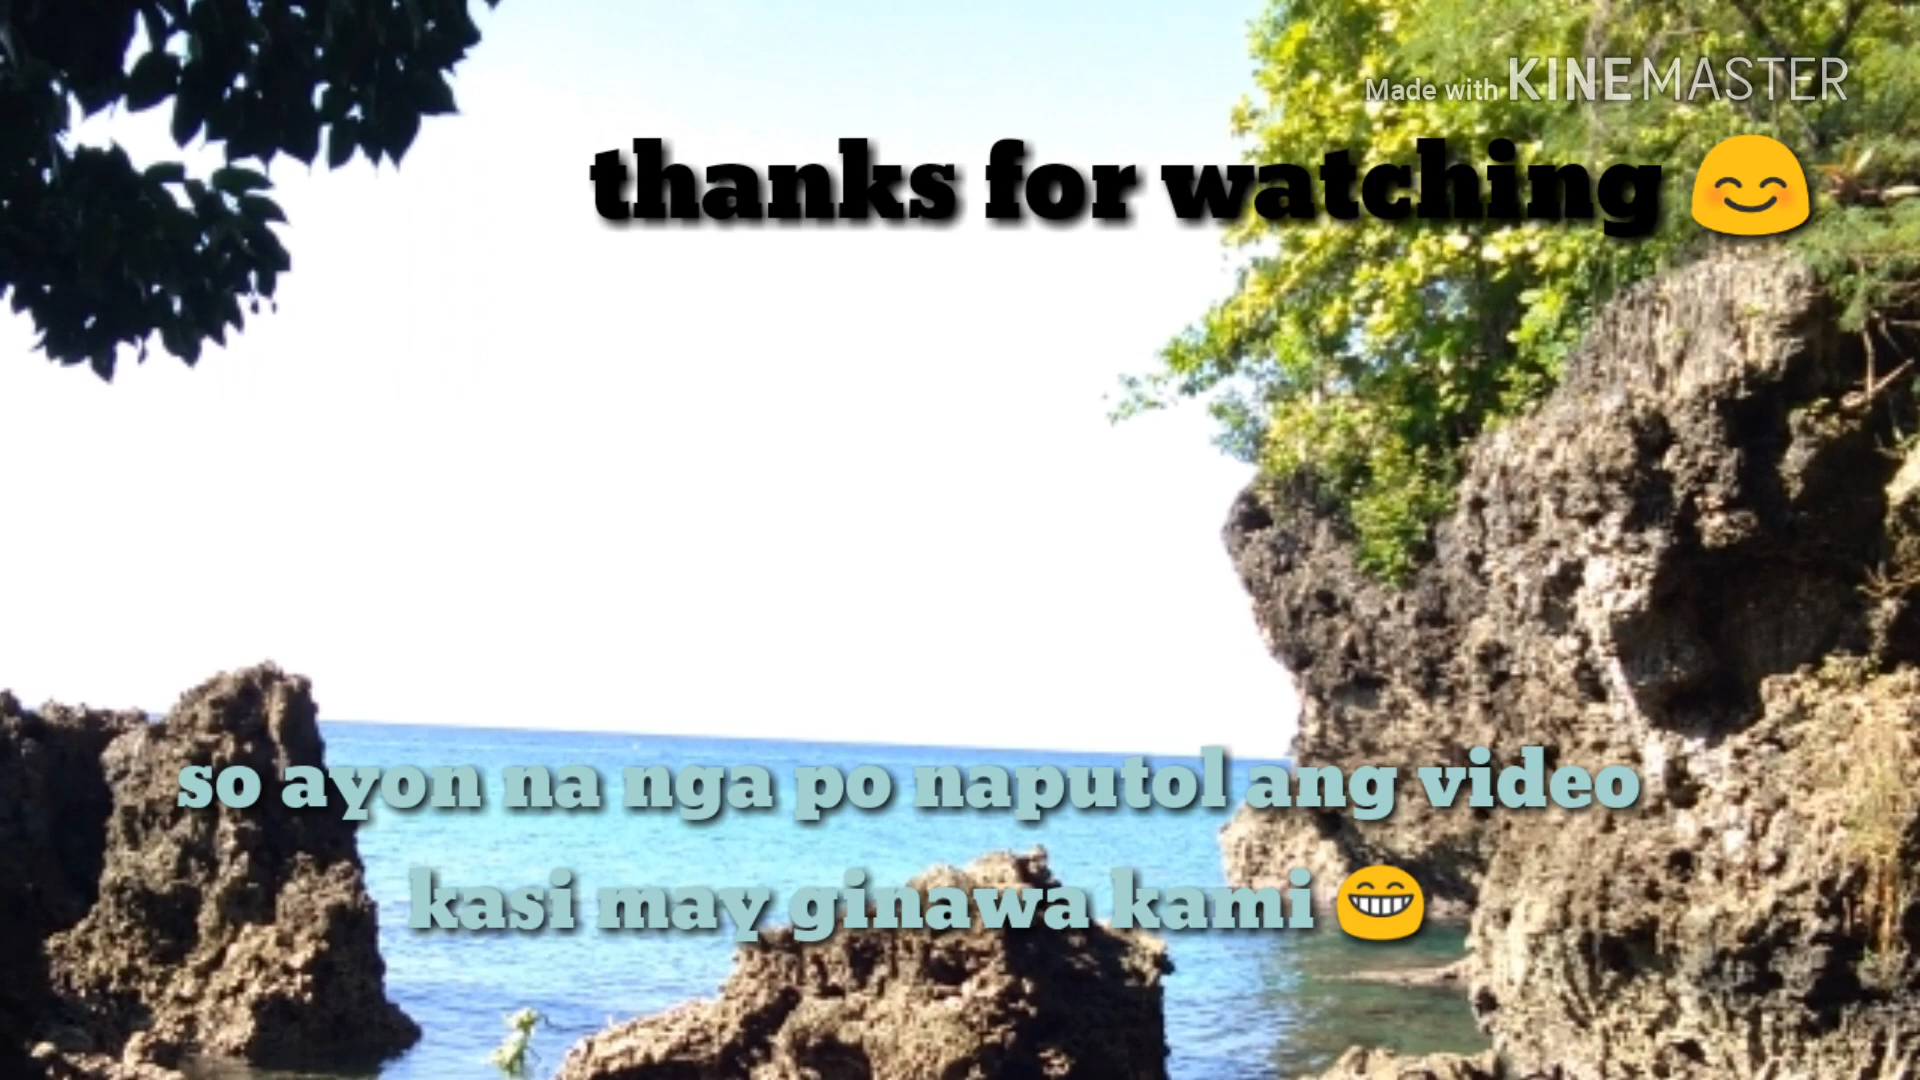 Made with KINEMASTER
thanks for watching 😊
so ayon na nga po naputol ang video
kasi may ginawa kami 😁